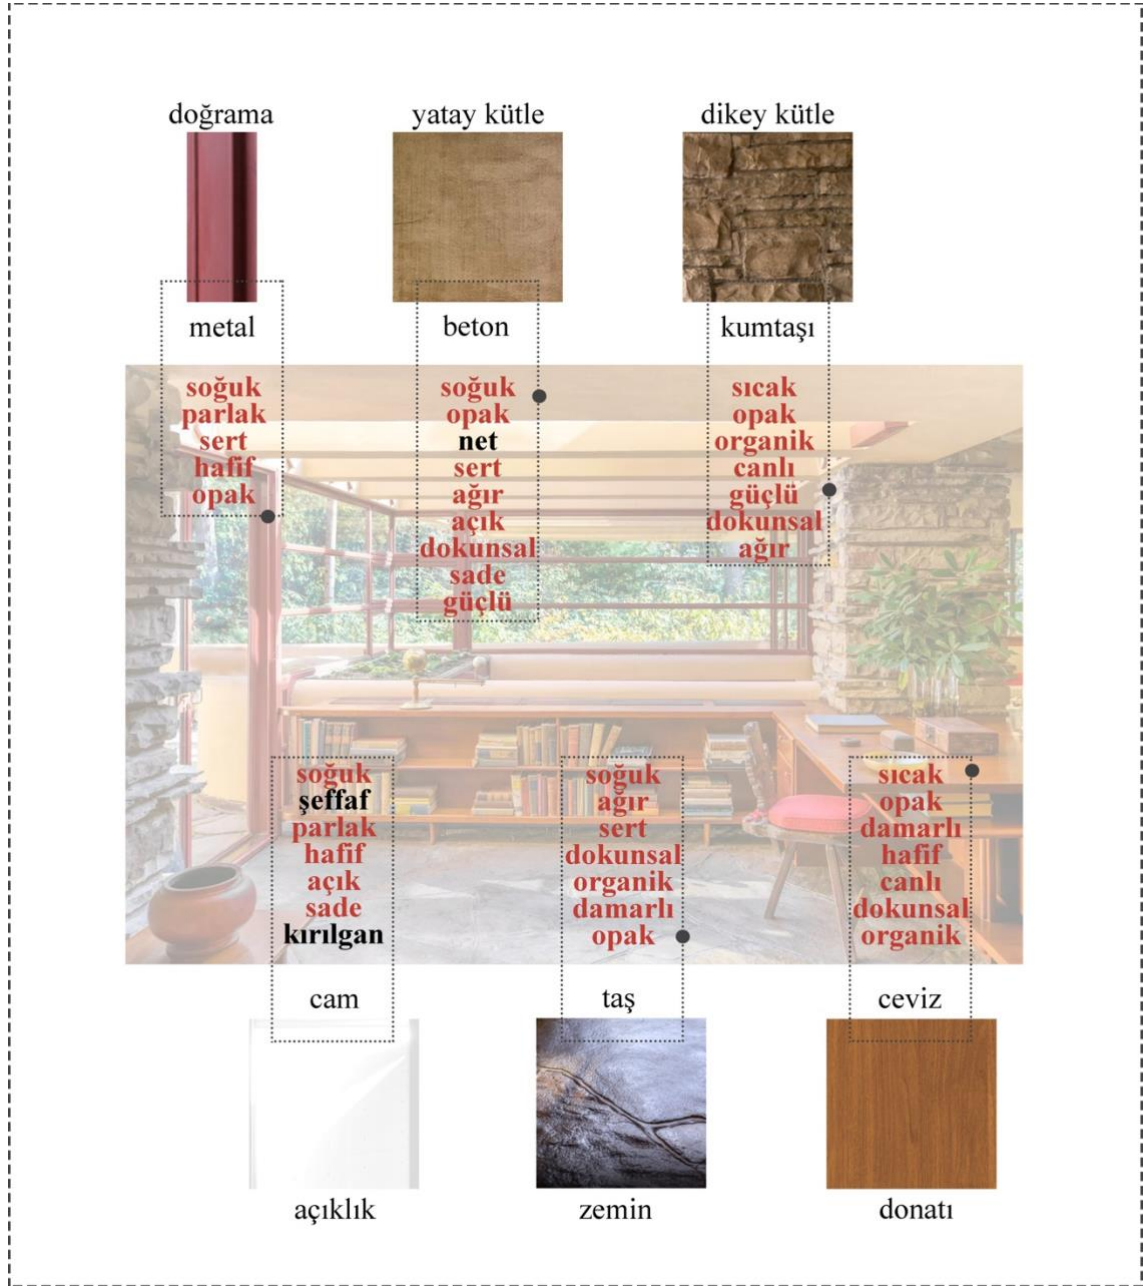 doğrama
metal
soğuk
parlak
sert
hafif
opak
yatay kütle
beton
soğuk
opak
net
sert
ağır
açık
dokunsal
sade
güçlü
dikey kütle
kumtaşı
sıcak
opak
organik
canlı
güçlü
dokunsal
ağır
soğuk
şeffaf
parlak
hafif
açık
sade
kırılgan
cam
açıklık
soğuk
ağır
sert
dokunsal
organik
damarlı
opak
taş
zemin
sıcak
opak
damarlı
hafif
canlı
dokunsal
organik
ceviz
donatı